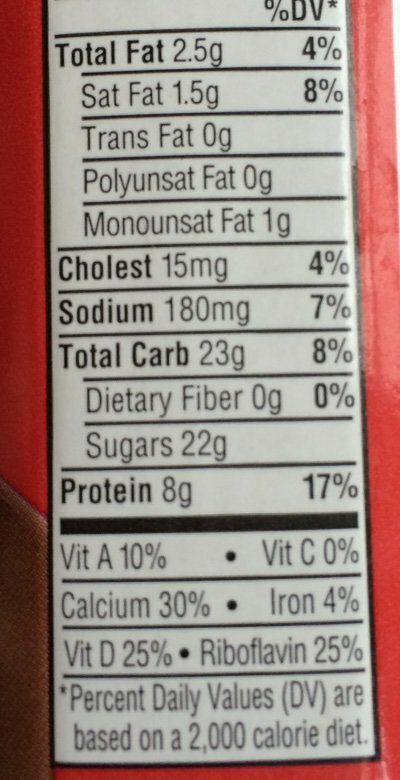 %DV*
Total Fat 2.5g 4%
Sat Fat 1.5g 8%
Trans Fat 0g
Polyunsat Fat 0g
Monounsat Fat 1g
Cholest 15mg 4%
Sodium 180mg 7%
Total Carb 23g 8%
Dietary Fiber 0g 0%
Sugars 22g
Protein 8g 17%
Vit A 10% • Vit C 0%
Calcium 30% • Iron 4%
Vit D 25% • Riboflavin 25%
*Percent Daily Values (DV) are
based on a 2,000 calorie diet.